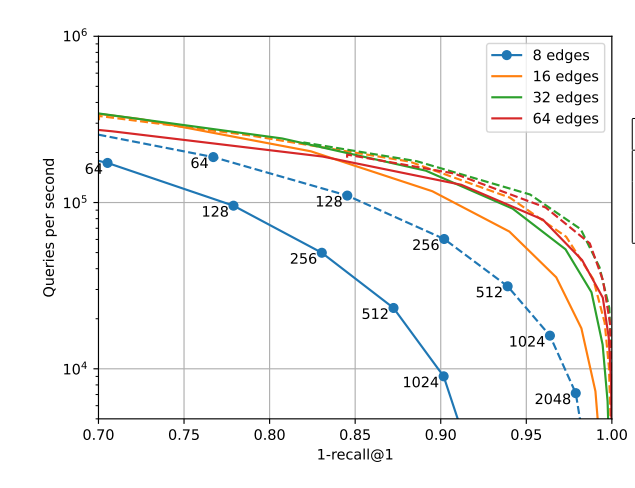 10^6
10^5
10^4
Queries per second
8 edges
16 edges
32 edges
64 edges
64
64
128
128
256
256
512
512
1024
1024
2048
0.70 0.75 0.80 0.85 0.90 0.95 1.00
1-recall@1